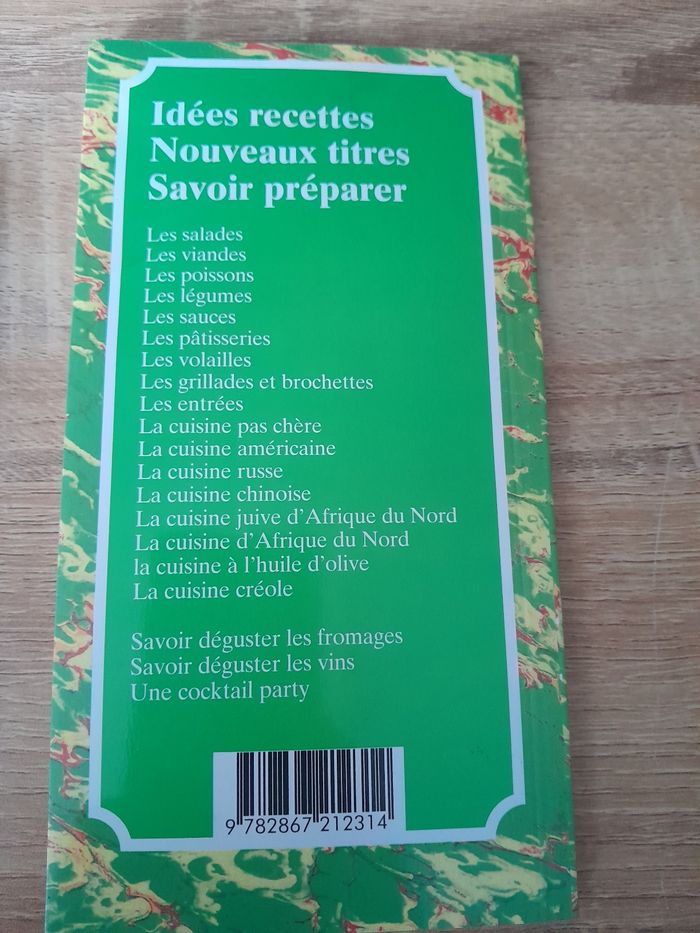 Idées recettes
Nouveaux titres
Savoir préparer
Les salades
Les viandes
Les poissons
Les légumes
Les sauces
Les pâtisseries
Les volailles
Les grillades et brochettes
Les entrées
La cuisine pas chère
La cuisine américaine
La cuisine russe
La cuisine chinoise
La cuisine juive d'Afrique du Nord
La cuisine d'Afrique du Nord
la cuisine à l'huile d'olive
La cuisine créole
Savoir déguster les fromages
Savoir déguster les vins
Une cocktail party
9 782867 212314